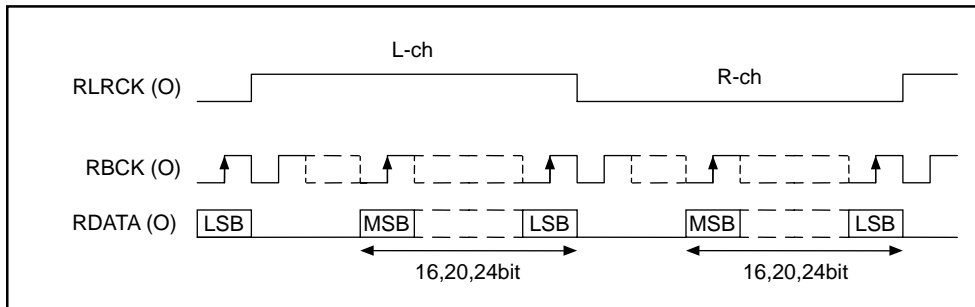 L-ch
RLRCK (O)
R-ch
RBCK (O)
RDATA (O)
LSB
MSB
LSB
MSB
LSB
16,20,24bit
16,20,24bit